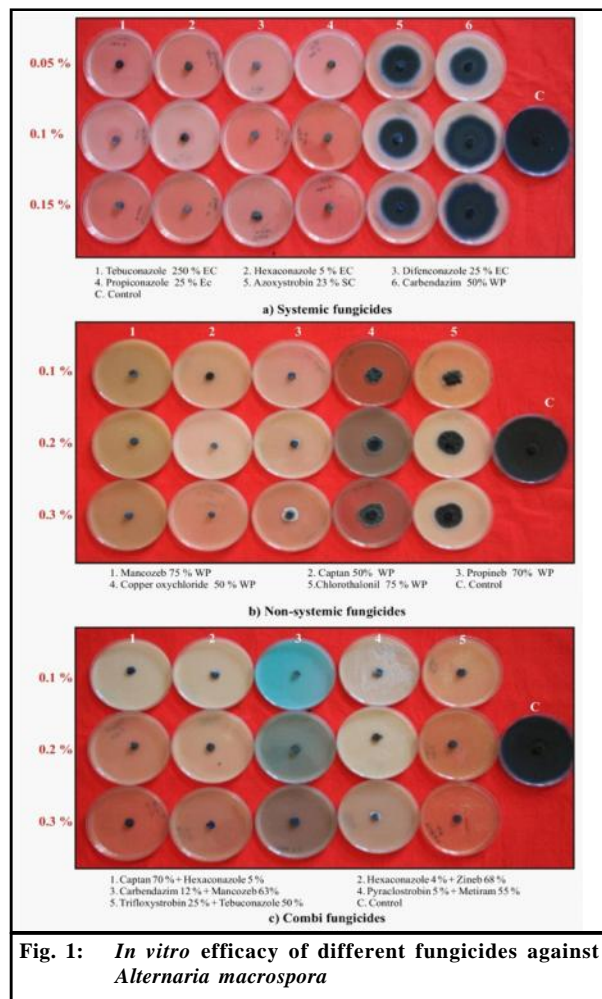 1 2 3 4 5 6
0.05 %
C
0.1 %
0.15 %
1. Tebuconazole 250 % EC 2. Hexaconazole 5 % EC 3. Difenconazole 25 % EC
4. Propiconazole 25 % Ec 5. Azoxystrobin 23 % SC 6. Carbendazim 50% WP
C. Control
a) Systemic fungicides
1 2 3 4 5
0.1 %
C
0.2 %
0.3 %
1. Mancozeb 75 % WP 2. Captan 50% WP 3. Propineb 70% WP
4. Copper oxychloride 50 % WP 5.Chlorothalonil 75 % WP C. Control
b) Non-systemic fungicides
1 2 3 4 5
0.1 %
C
0.2 %
0.3 %
1.Captan 70 % + Hexaconazole 5 % 2. Hexaconazole 4 % + Zineb 68 %
3. Carbendazim 12 % + Mancozeb 63% 4. Pyraclostrobin 5 % + Metiram 55 %
5. Trifloxystrobin 25% + Tebuconazole 50 % C. Control
c) Combi fungicides
Fig. 1: In vitro efficacy of different fungicides against
Alternaria macrospora